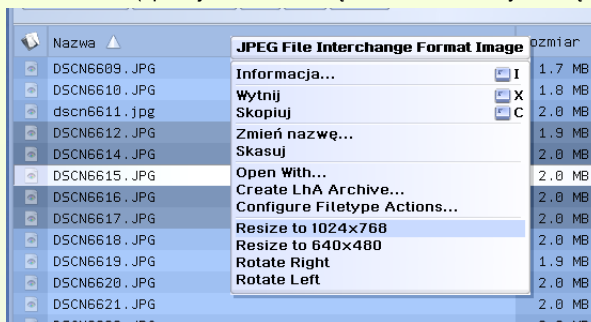 Nazwa
JPEG File Interchange Format Image
ozmiar
DSCN6609.JPG
Informacja... I
1.7 MB
DSCN6610.JPG
Wytnij X
1.8 MB
dscn6611.jpg
Skopiuj C
2.0 MB
DSCN6612.JPG
Zmień nazwę...
1.9 MB
DSCN6614.JPG
Skasuj
2.0 MB
DSCN6615.JPG
Open With...
2.0 MB
DSCN6616.JPG
Create LhA Archive...
2.0 MB
DSCN6617.JPG
Configure Filetype Actions...
2.0 MB
DSCN6618.JPG
Resize to 1024x768
2.0 MB
Resize to 640x480
DSCN6619.JPG
Rotate Right
1.9 MB
DSCN6620.JPG
Rotate Left
2.0 MB
DSCN6621.JPG
2.0 MB